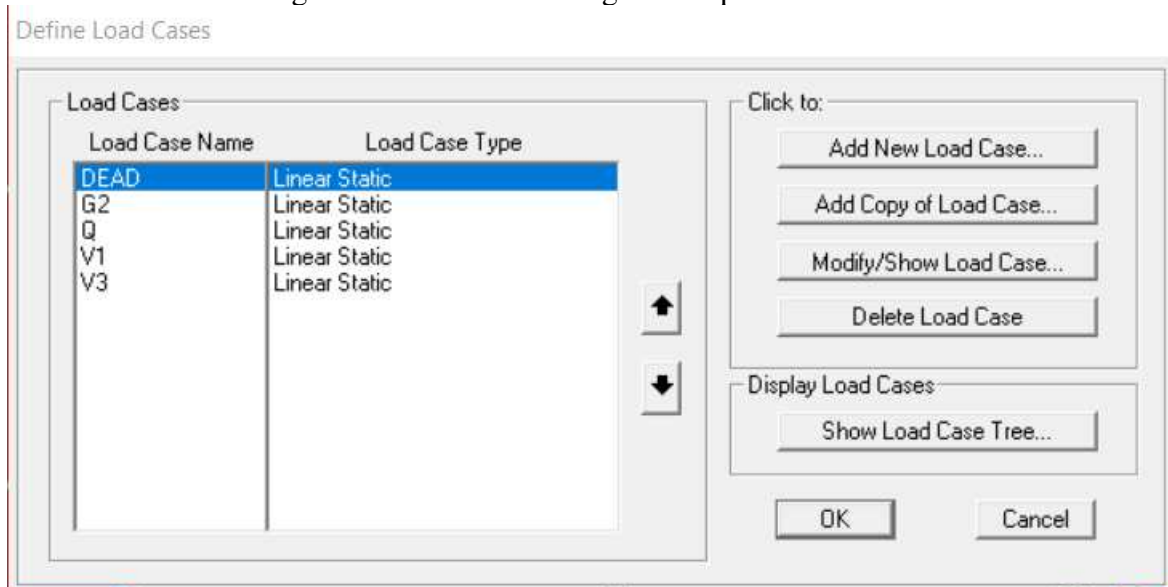 Define Load Cases
Load Cases
Load Case Name Load Case Type
DEAD Linear Static
G2 Linear Static
Q Linear Static
V1 Linear Static
V3 Linear Static
Click to:
Add New Load Case...
Add Copy of Load Case...
Modify/Show Load Case...
Delete Load Case
Display Load Cases
Show Load Case Tree...
OK Cancel